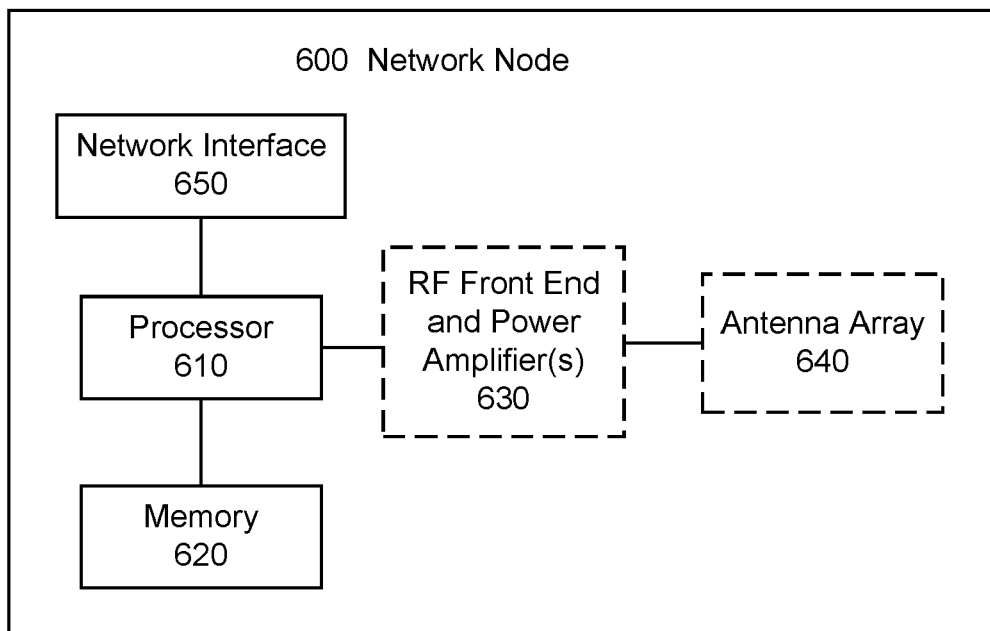 600 Network Node
Network Interface
650
Processor
610
Memory
620
RF Front End
and Power
Amplifier(s)
630
Antenna Array
640